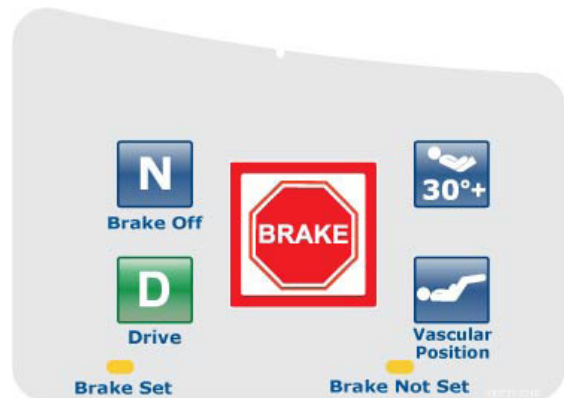 N
Brake Off
BRAKE
30°+
D
Drive
Vascular
Position
Brake Set
Brake Not Set